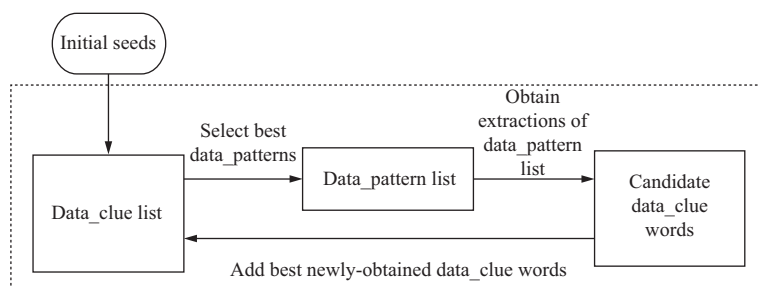 Initial seeds
Select best
data_patterns
Obtain
extractions of
data_pattern
list
Data_clue list
Data_pattern list
Candidate
data_clue
words
Add best newly-obtained data_clue words